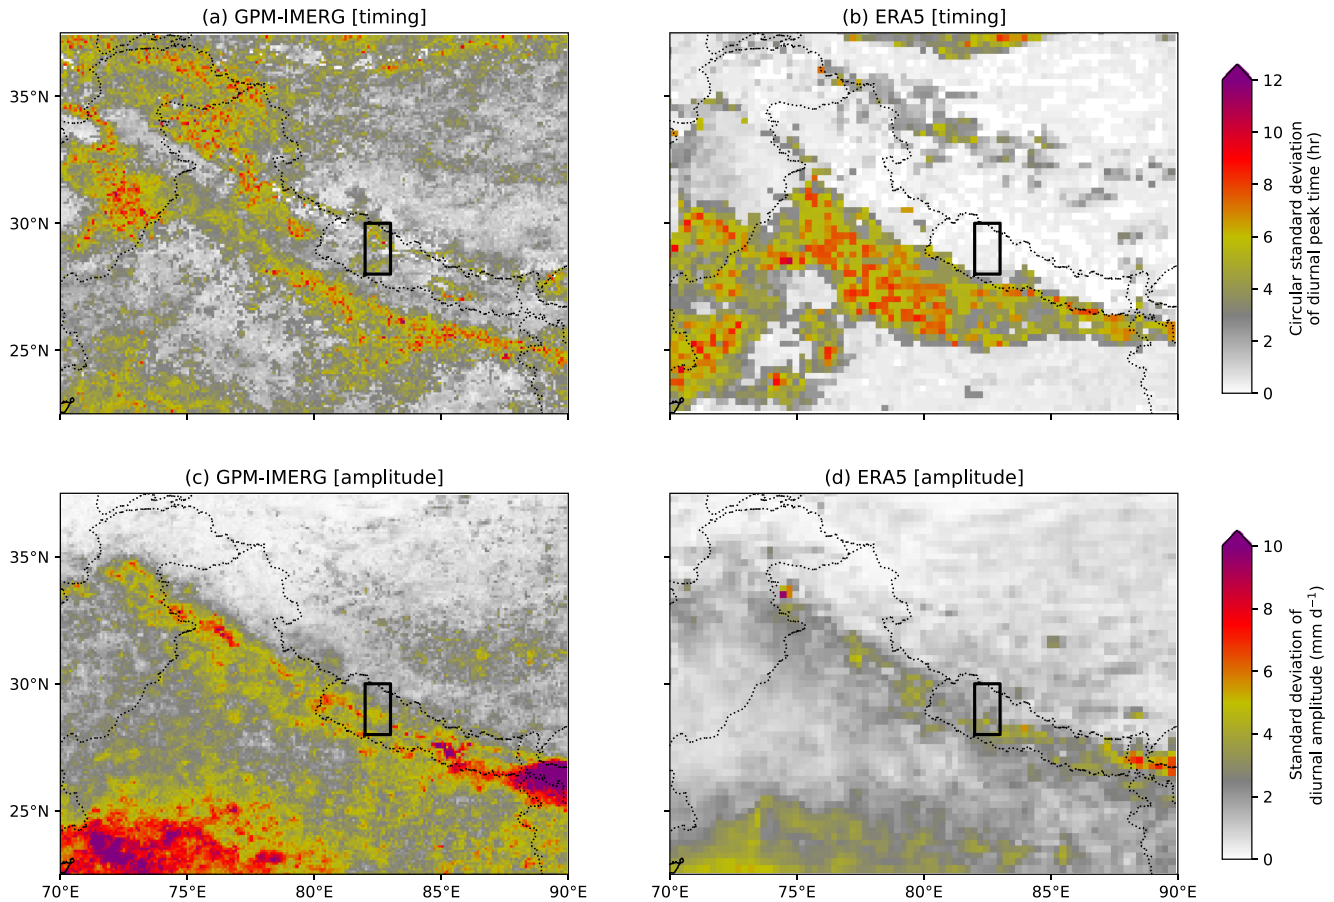 (a) GPM-IMERG [timing]
(b) ERA5 [timing]
35°N
30°N
25°N
12
10
8
6
4
2
0
Circular standard deviation
of diurnal peak time (hr)
(c) GPM-IMERG [amplitude]
(d) ERA5 [amplitude]
35°N
30°N
25°N
70°E
75°E
80°E
85°E
90°E
70°E
75°E
80°E
85°E
90°E
10
8
6
4
2
0
Standard deviation of
diurnal amplitude (mm d⁻¹)